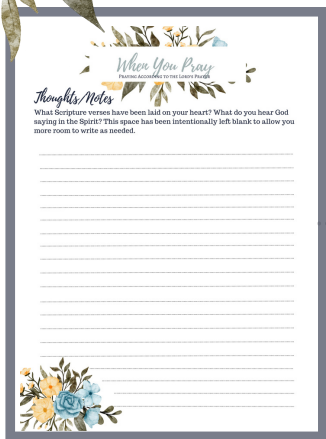 When You Pray
PRAYING ACCORDING TO THE LORD'S PRAYER
Thoughts/Notes
What Scripture verses have been laid on your heart? What do you hear God
saying in the Spirit? This space has been intentionally left blank to allow you
more room to write as needed.